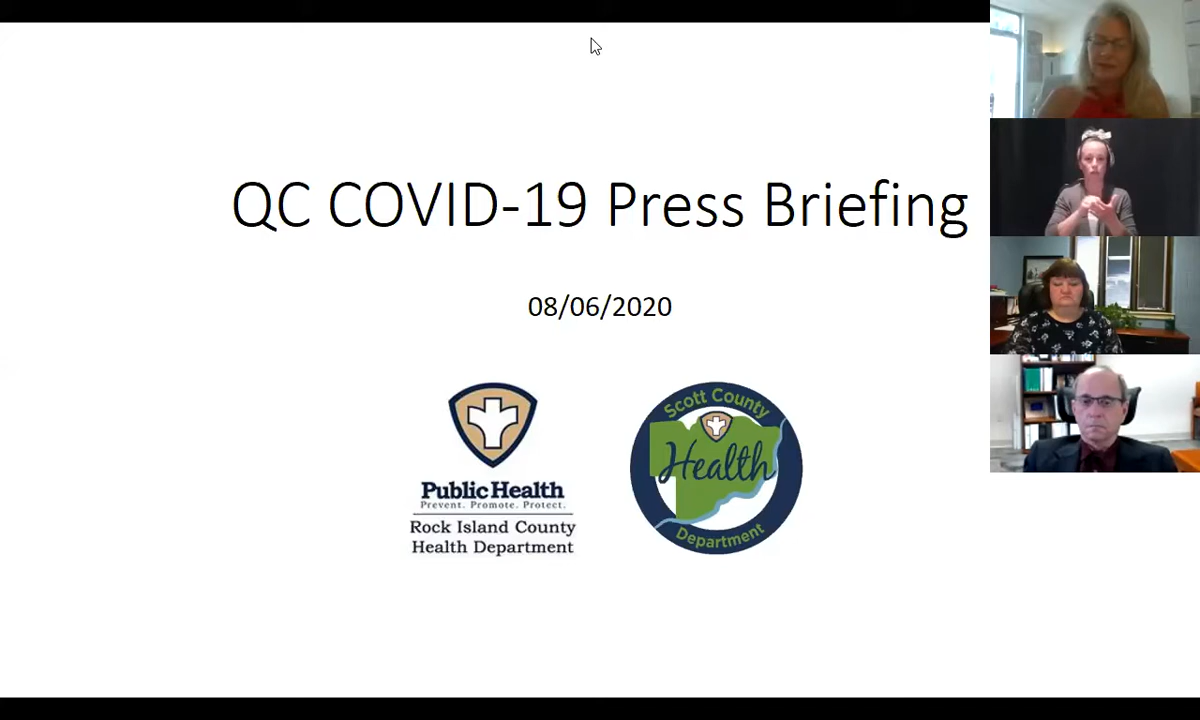 QC COVID-19 Press Briefing
08/06/2020
Public Health
Prevent. Promote. Protect.
Rock Island County
Health Department
Scott County
Health
Department